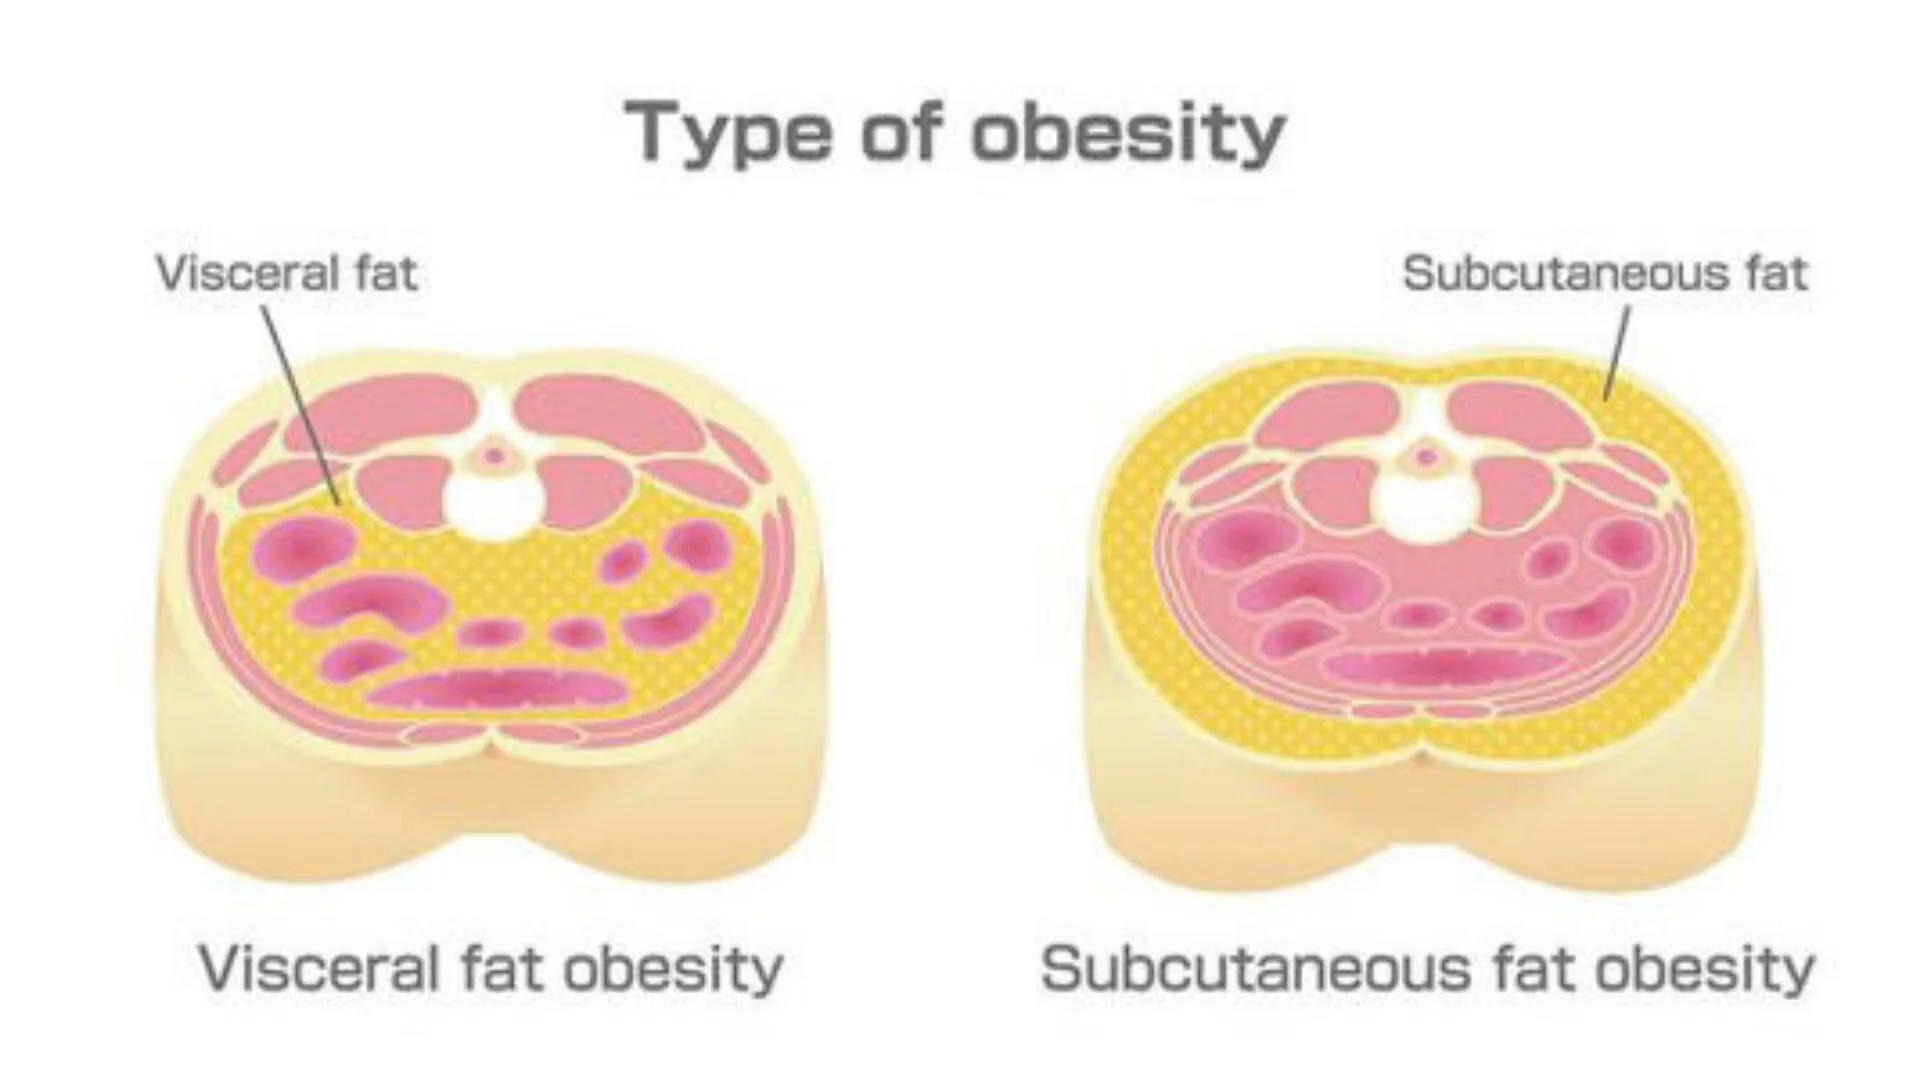 Type of obesity
Visceral fat
Subcutaneous fat
Visceral fat obesity
Subcutaneous fat obesity